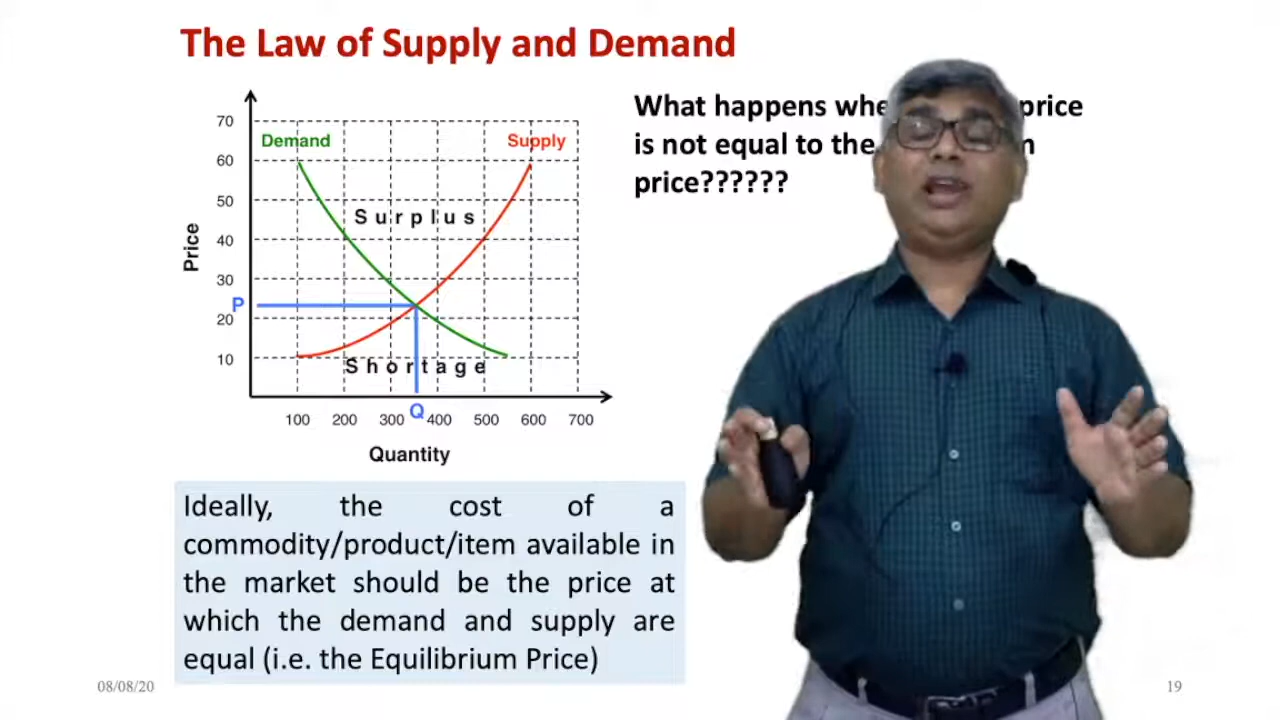 The Law of Supply and Demand
What happens price
is not equal to the
price??????
70
60
50
40
30
20
10
Price
P
Demand
Supply
Surplus
Shortage
Q
100 200 300 400 500 600 700
Quantity
Ideally, the cost of a
commodity/product/item available in
the market should be the price at
which the demand and supply are
equal (i.e. the Equilibrium Price)
08/08/20
19